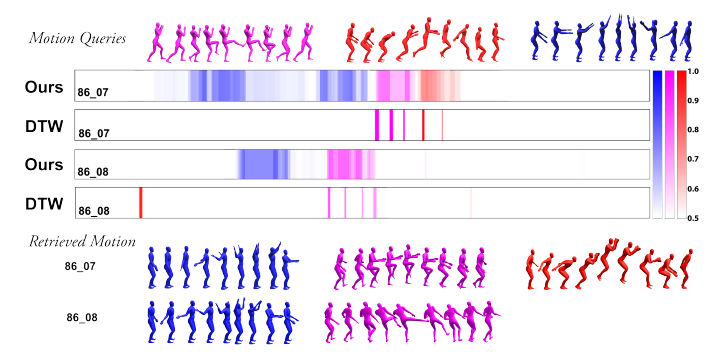 Motion Queries
Ours
86_07
DTW
86_07
Ours
86_08
DTW
86_08
1.0
0.9
0.8
0.7
0.6
0.5
Retrieved Motion
86_07
86_08